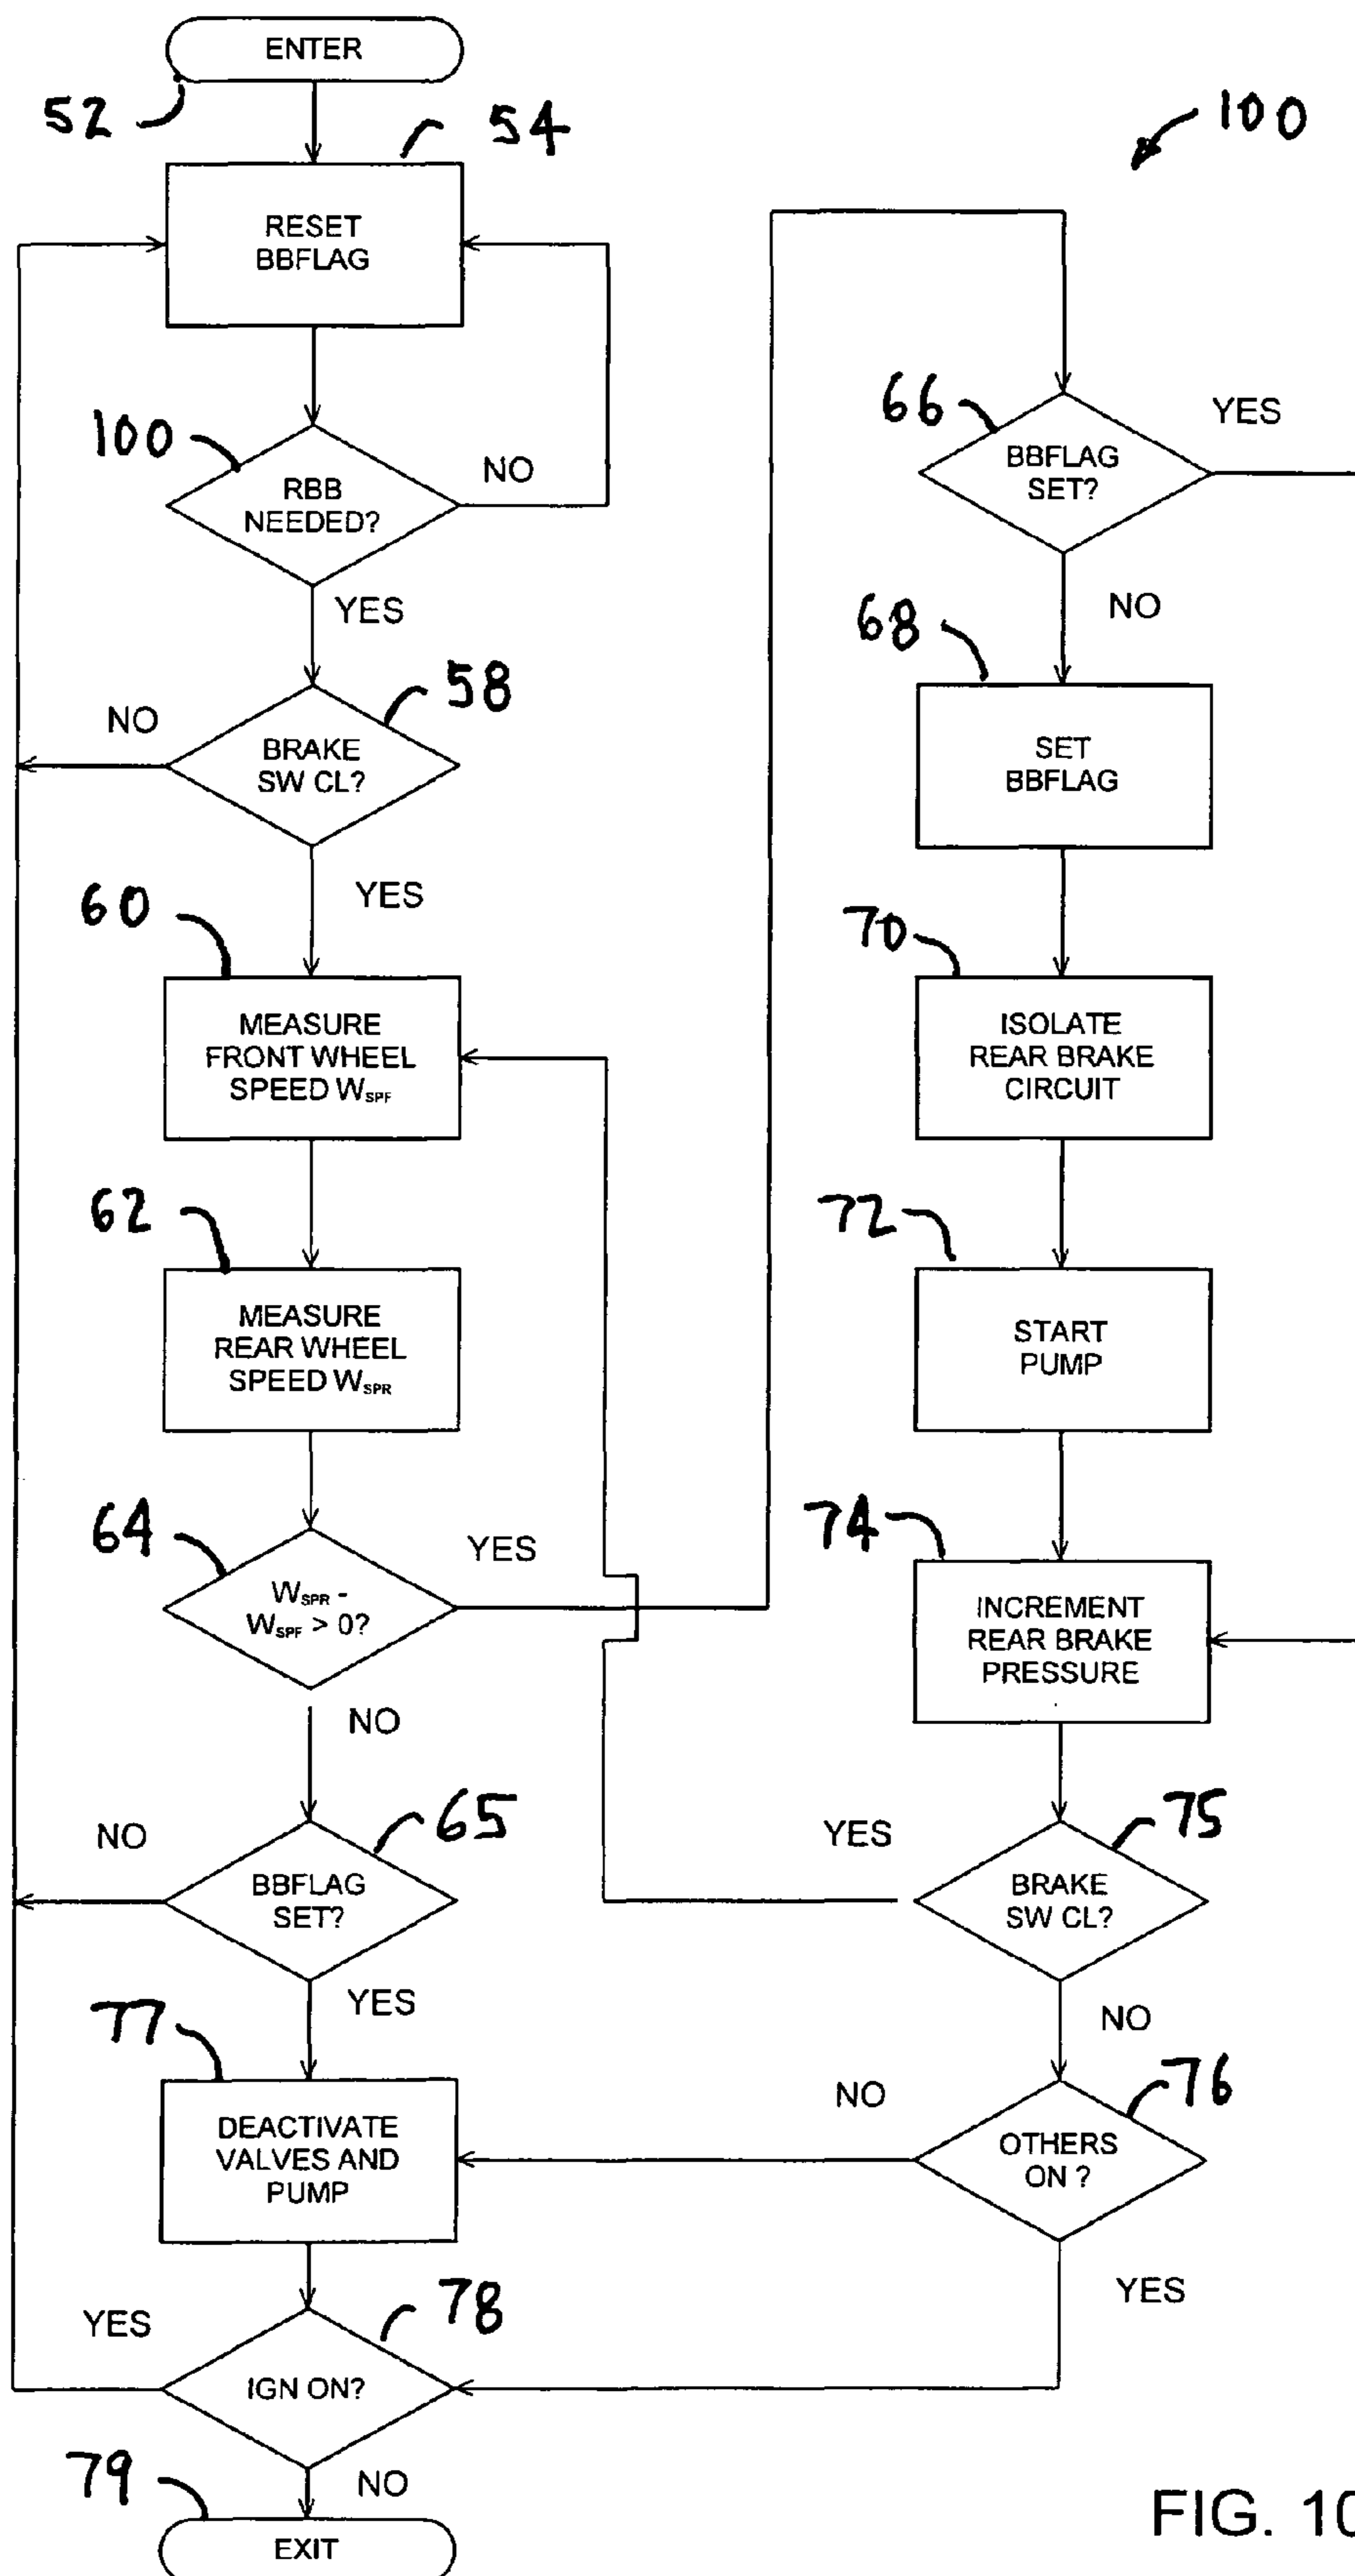 ENTER
52
54
100
RESET
BBFLAG
100
RBB
NEEDED?
NO
YES
58
NO
BRAKE
SW CL?
YES
60
MEASURE
FRONT WHEEL
SPEED WSPF
62
MEASURE
REAR WHEEL
SPEED WSPR
64
YES
WSPR -
WSPF > 0?
NO
65
NO
BBFLAG
SET?
YES
77
DEACTIVATE
VALVES AND
PUMP
78
YES
IGN ON?
79
NO
EXIT
66
YES
BBFLAG
SET?
NO
68
SET
BBFLAG
70
ISOLATE
REAR BRAKE
CIRCUIT
72
START
PUMP
74
INCREMENT
REAR BRAKE
PRESSURE
75
YES
BRAKE
SW CL?
NO
76
NO
OTHERS
ON ?
YES
FIG. 10